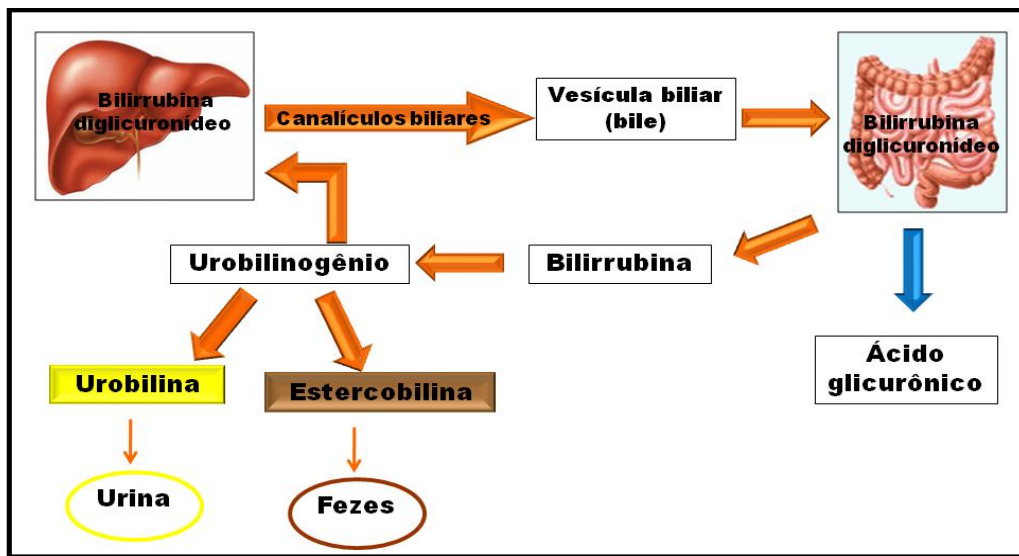 Bilirrubina
diglicuronídeo
Canalículos biliares
Vesícula biliar
(bile)
Bilirrubina
diglicuronídeo
Urobilinogênio
Bilirrubina
Ácido
glicurônico
Urobilina
Estercobilina
Urina
Fezes